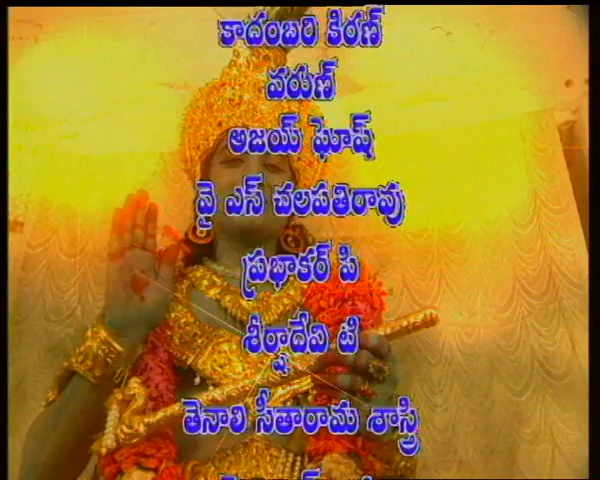 కాదంబరి కిరణ్
వరుణ్
అజయ్ ఘోష్
వై ఎస్ చలపతిరావు
ప్రభాకర్ పి
శీర్షాదేవి టి
తెనాలి సీతారామ శాస్త్రి